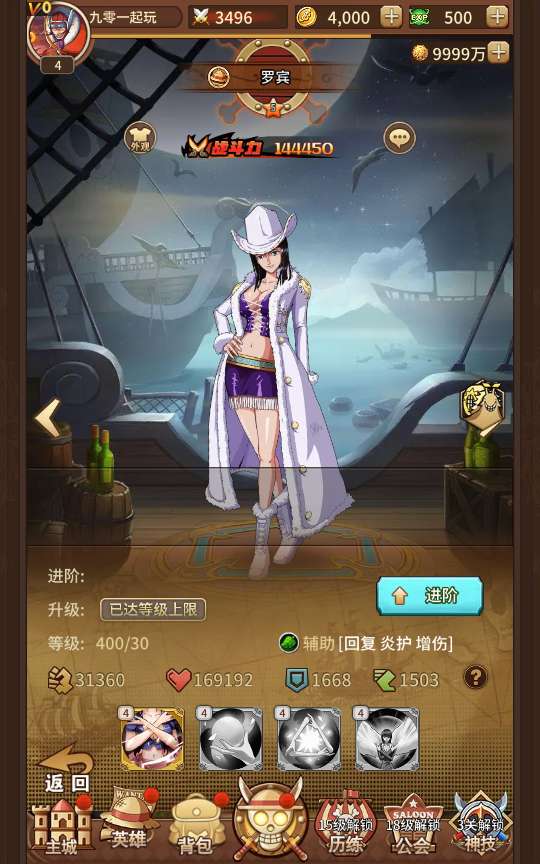 V0
九零一起玩
3496
4,000
EXP
500
4
9999万
罗宾
5
外观
战斗力 144450
进阶:
进阶
升级: 已达等级上限
等级: 400/30
辅助 [回复 炎护 增伤]
31360
169192
1668
1503
?
4
4
4
4
返回
WANT
SALOON
15级解锁
18级解锁
3关解锁
主城
英雄
背包
历练
公会
神技